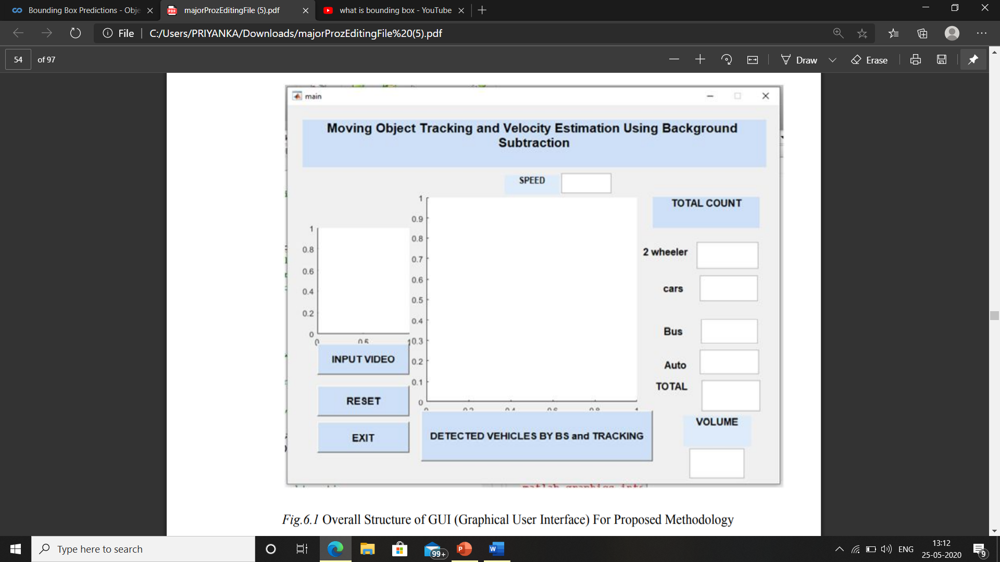 Bounding Box Predictions - Obje
majorProzEditingFile (5).pdf
what is bounding box - YouTube
File
C:/Users/PRIYANKA/Downloads/majorProzEditingFile%20(5).pdf
54 of 97
Draw
Erase
main
Moving Object Tracking and Velocity Estimation Using Background
Subtraction
SPEED
1
0.9
0.8
0.7
0.6
0.5
0.4
0.3
0.2
0.1
0
0 0.2 0.4 0.6 0.8 1
1
0.8
0.6
0.4
0.2
0
0 0.5 1
INPUT VIDEO
RESET
EXIT
DETECTED VEHICLES BY BS and TRACKING
TOTAL COUNT
2 wheeler
cars
Bus
Auto
TOTAL
VOLUME
Fig.6.1 Overall Structure of GUI (Graphical User Interface) For Proposed Methodology
Type here to search
99+
ENG
13:12
25-05-2020
9